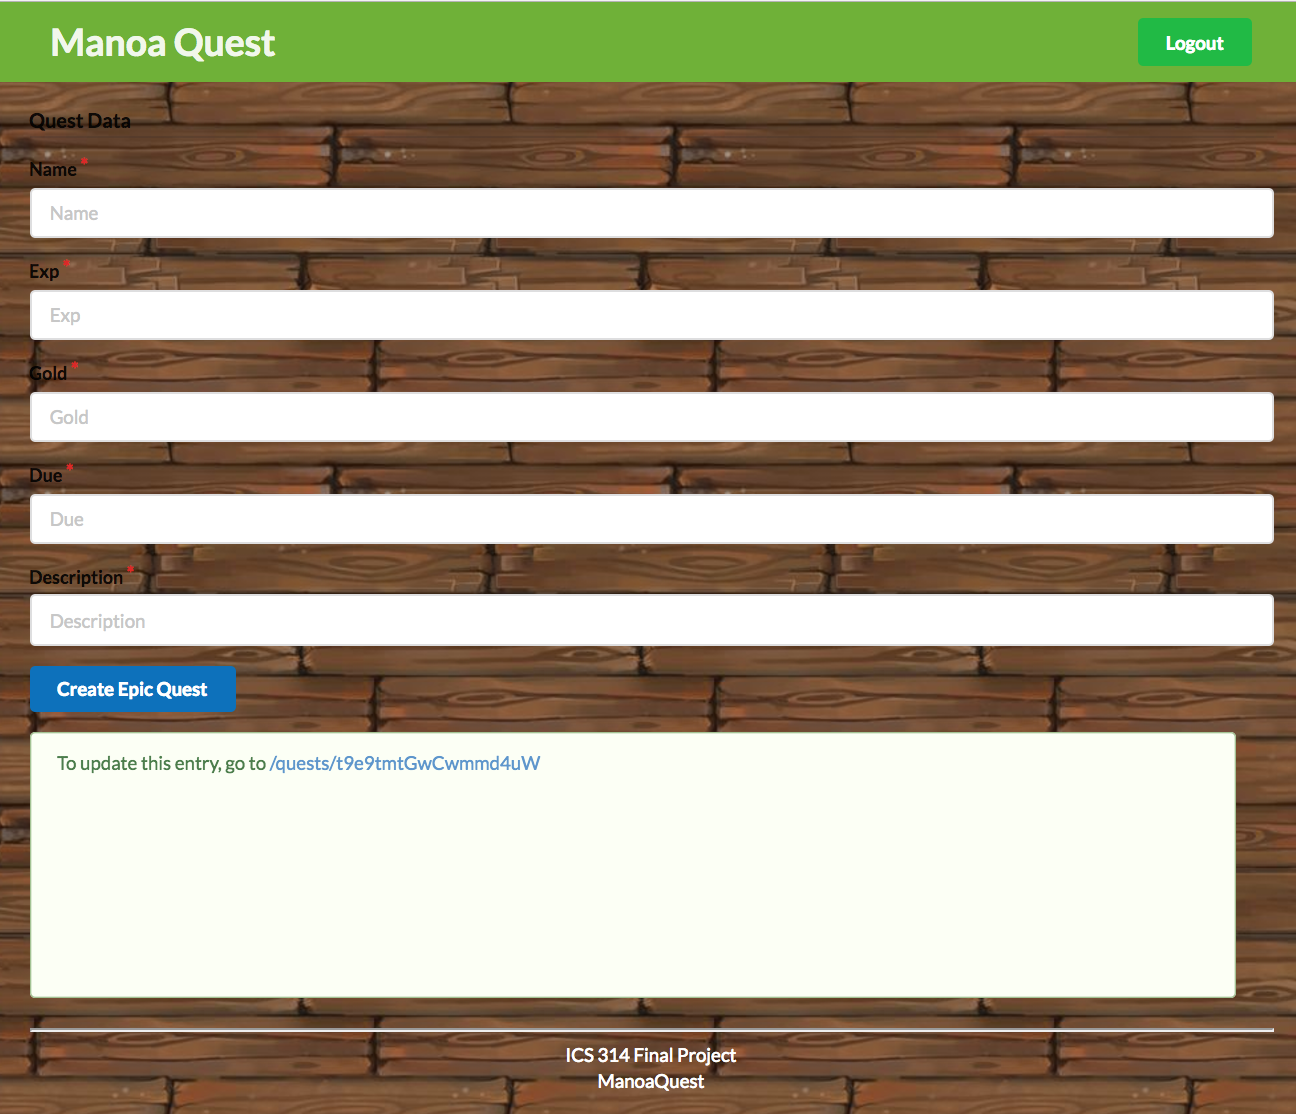 Manoa Quest
Logout
Quest Data
Name *
Name
Exp *
Exp
Gold *
Gold
Due *
Due
Description *
Description
Create Epic Quest
To update this entry, go to /quests/t9e9tmtGwCwmmd4uW
ICS 314 Final Project
ManoaQuest